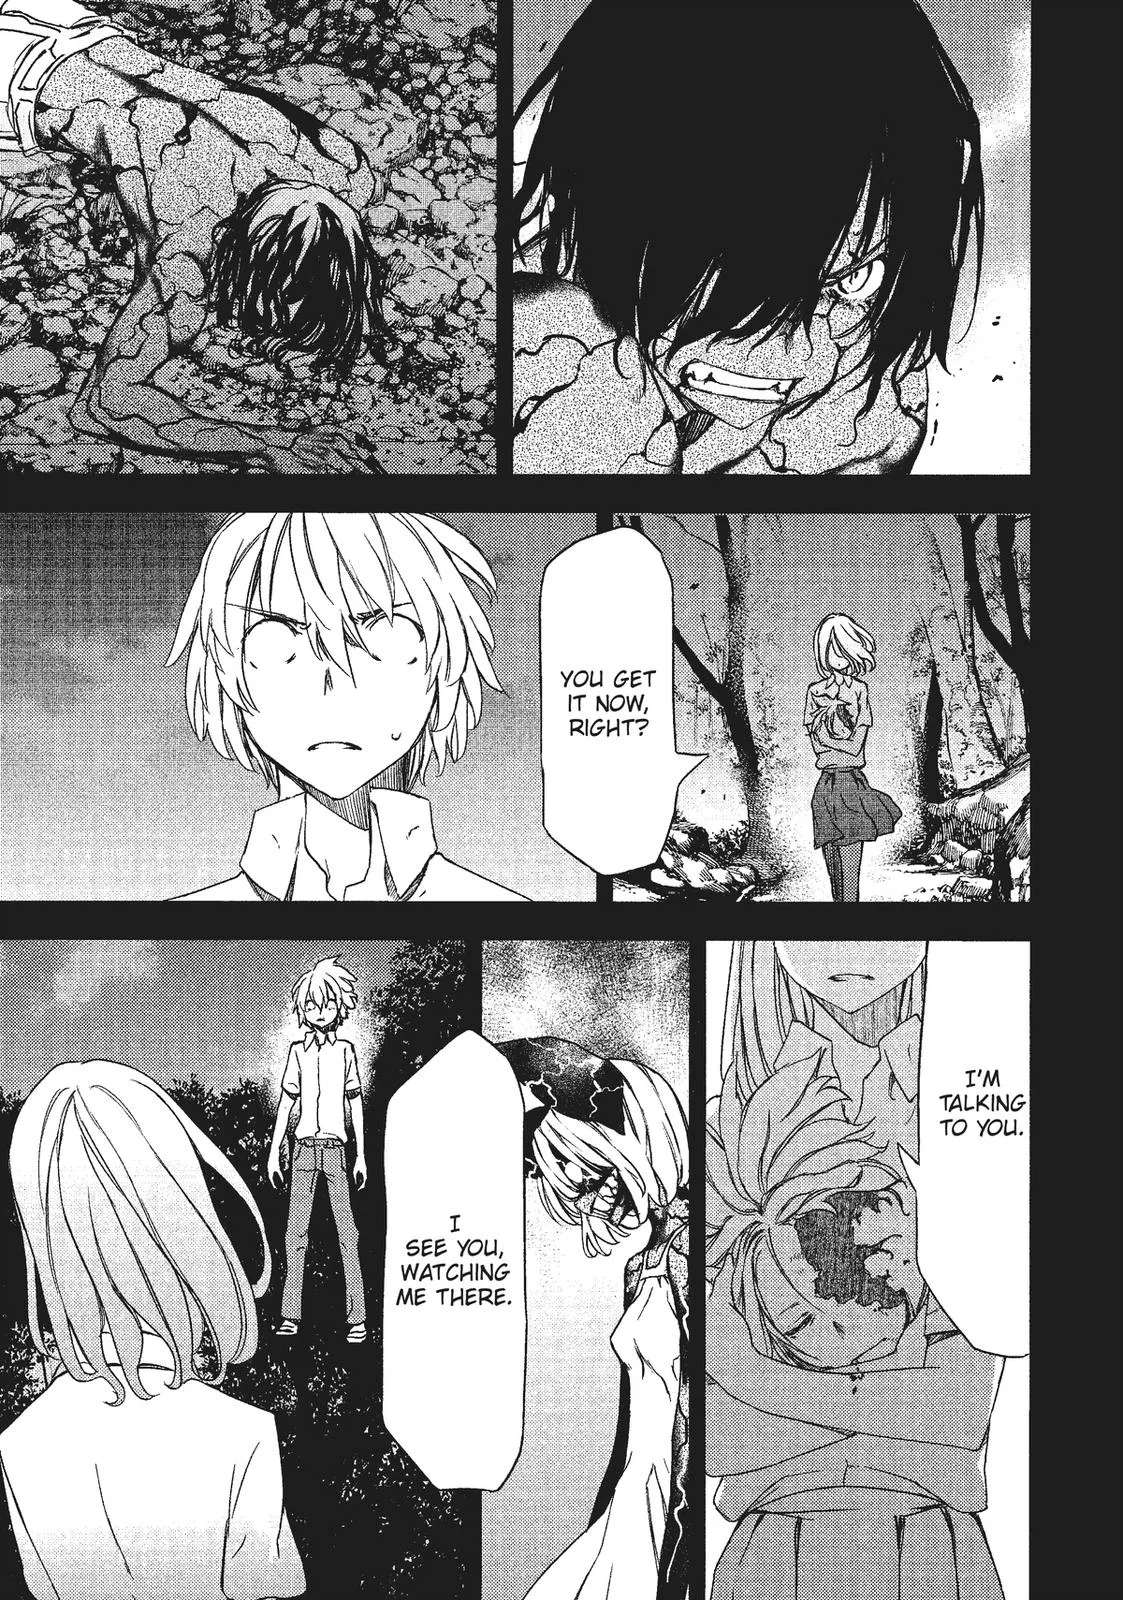 YOU GET
IT NOW,
RIGHT?
I'M
TALKING
TO YOU.
I
SEE YOU,
WATCHING
ME THERE.